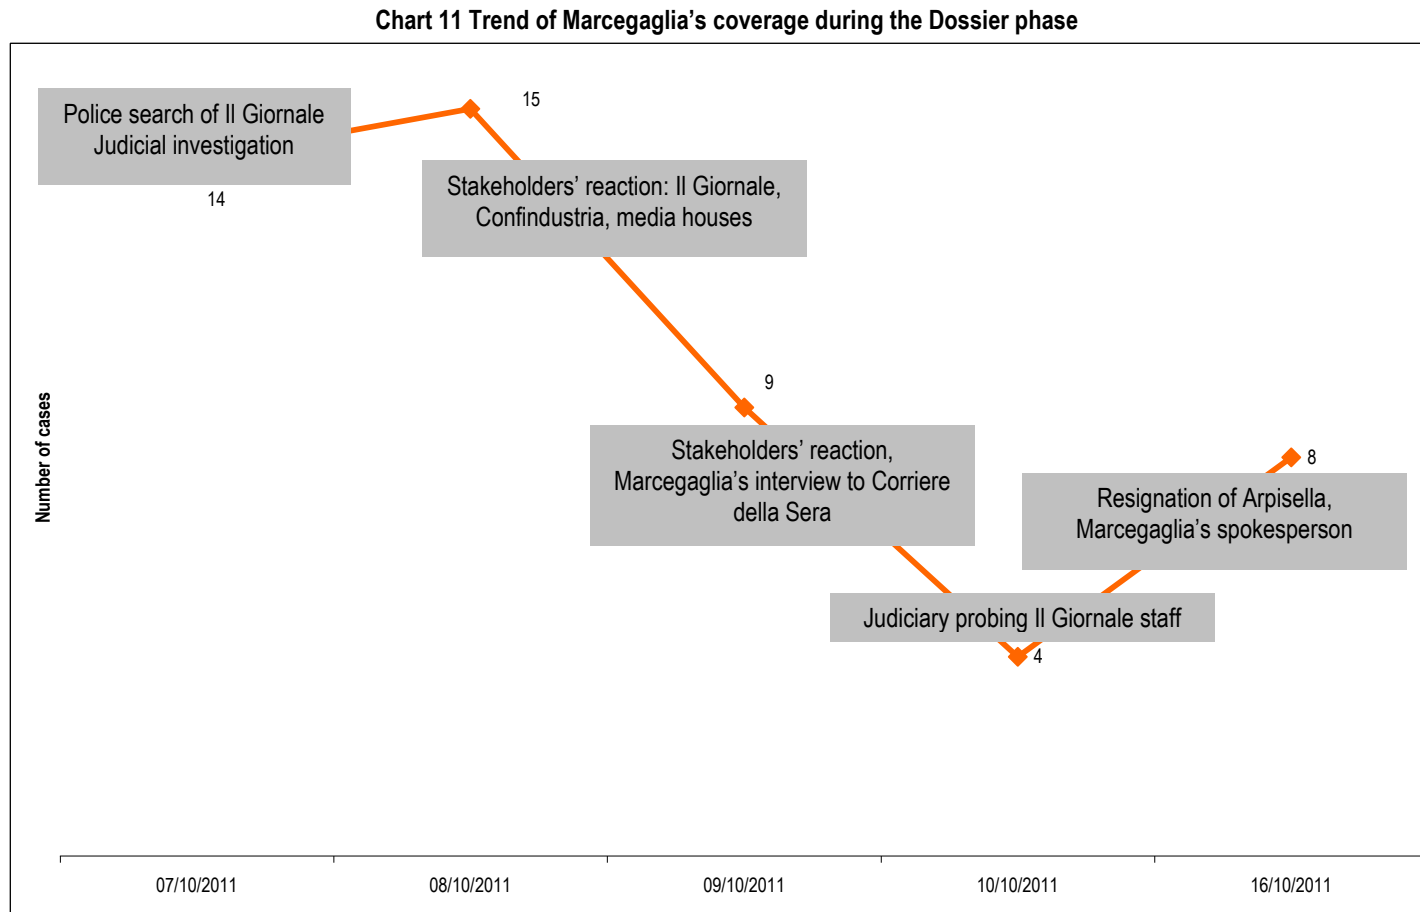 Chart 11 Trend of Marcegaglia’s coverage during the Dossier phase
Police search of Il Giornale
Judicial investigation
14
15
Stakeholders’ reaction: Il Giornale,
Confindustria, media houses
9
Stakeholders’ reaction,
Marcegaglia’s interview to Corriere
della Sera
8
Resignation of Arpisella,
Marcegaglia’s spokesperson
Judiciary probing Il Giornale staff
4
Number of cases
07/10/2011
08/10/2011
09/10/2011
10/10/2011
16/10/2011